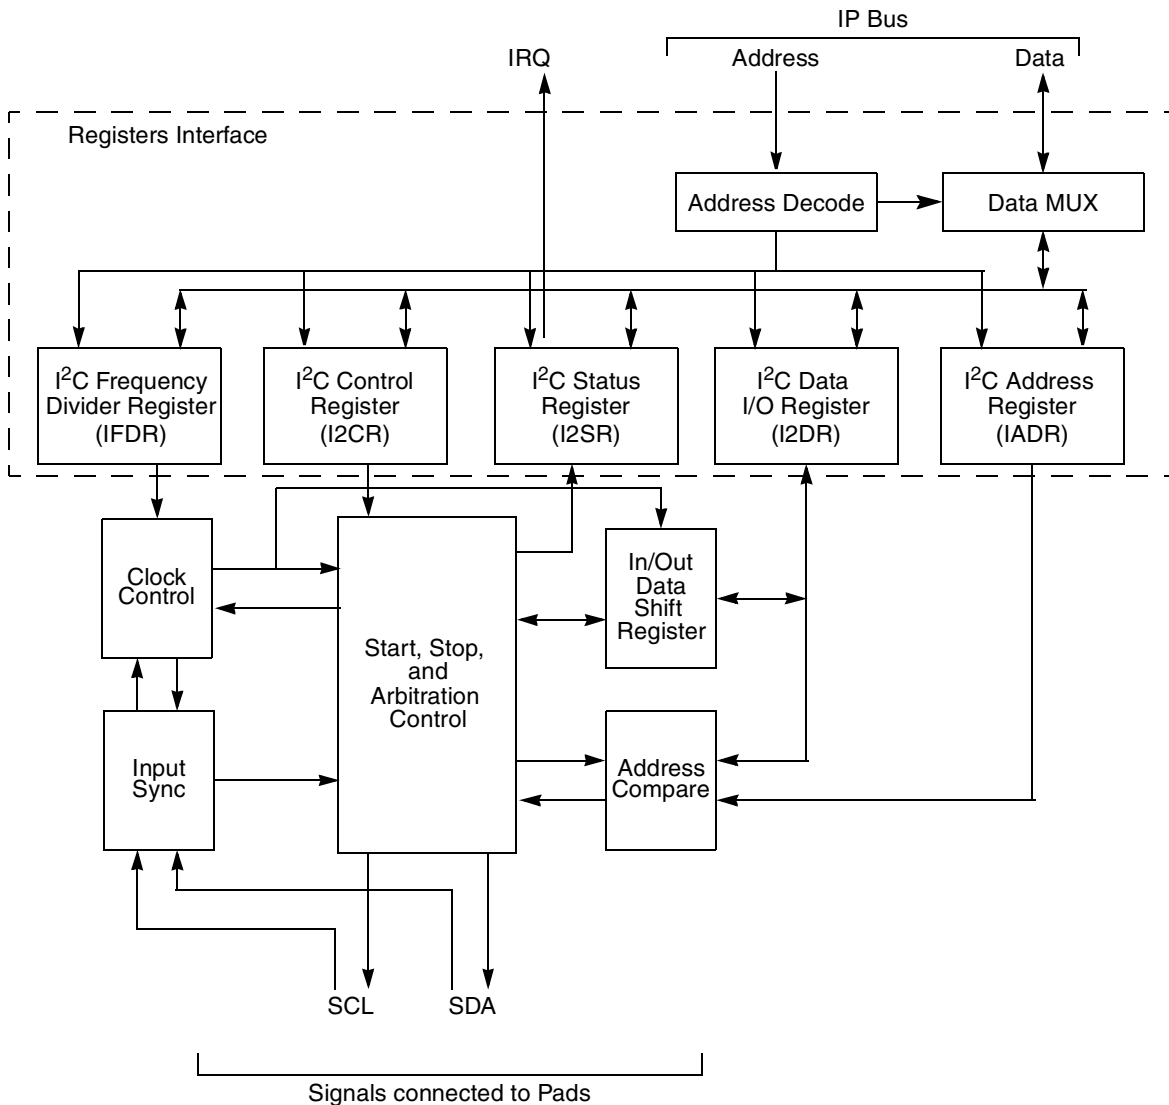 IP Bus
IRQ
Address
Data
Registers Interface
Address Decode
Data MUX
I²C Frequency
Divider Register
(IFDR)
I²C Control
Register
(I2CR)
I²C Status
Register
(I2SR)
I²C Data
I/O Register
(I2DR)
I²C Address
Register
(IADR)
Clock
Control
In/Out
Data
Shift
Register
Start, Stop,
and
Arbitration
Control
Input
Sync
Address
Compare
SCL
SDA
Signals connected to Pads